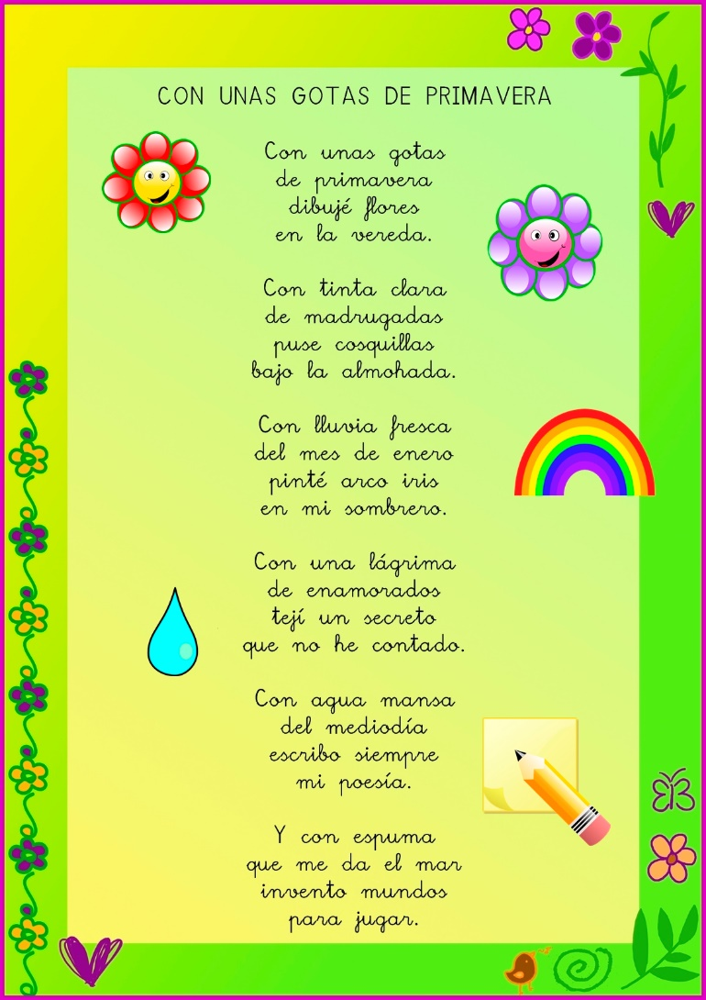 CON UNAS GOTAS DE PRIMAVERA
Con unas gotas
de primavera
dibujé flores
en la vereda.
Con tinta clara
de madrugadas
puse cosquillas
bajo la almohada.
Con lluvia fresca
del mes de enero
pinté arco iris
en mi sombrero.
Con una lágrima
de enamorados
tejí un secreto
que no he contado.
Con agua mansa
del mediodía
escribo siempre
mi poesía.
Y con espuma
que me da el mar
invento mundos
para jugar.